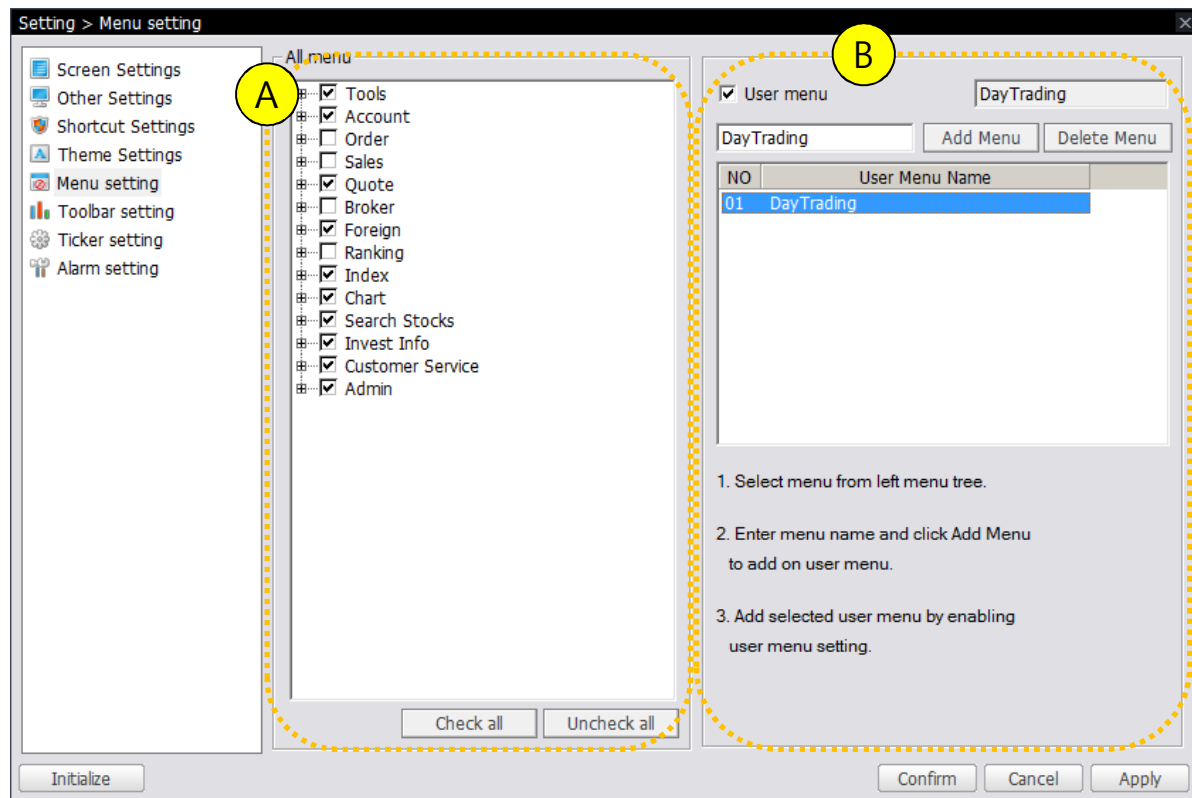 Setting > Menu setting
Screen Settings
Other Settings
Shortcut Settings
Theme Settings
Menu setting
Toolbar setting
Ticker setting
Alarm setting
All menu
A
Tools
Account
Order
Sales
Quote
Broker
Foreign
Ranking
Index
Chart
Search Stocks
Invest Info
Customer Service
Admin
Check all Uncheck all
B
User menu DayTrading
DayTrading Add Menu Delete Menu
NO User Menu Name
01 DayTrading
1. Select menu from left menu tree.
2. Enter menu name and click Add Menu
to add on user menu.
3. Add selected user menu by enabling
user menu setting.
Initialize Confirm Cancel Apply